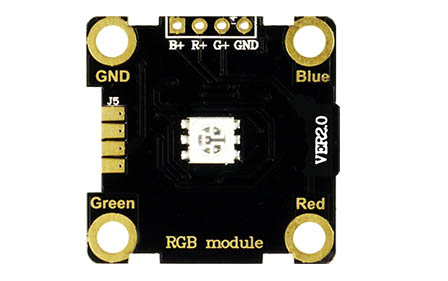 B+ R+ G+ GND
GND
Blue
J5
VER2.0
Green
Red
RGB module